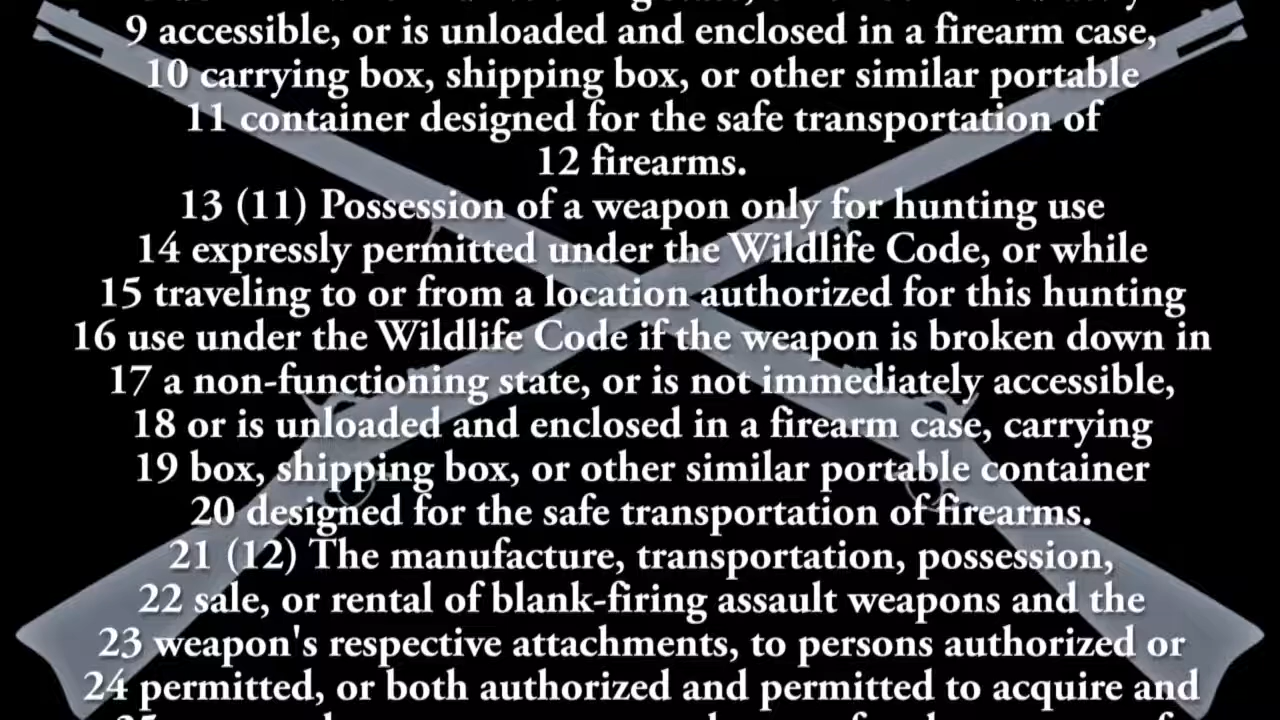 9 accessible, or is unloaded and enclosed in a firearm case,
10 carrying box, shipping box, or other similar portable
11 container designed for the safe transportation of
12 firearms.
13 (11) Possession of a weapon only for hunting use
14 expressly permitted under the Wildlife Code, or while
15 traveling to or from a location authorized for this hunting
16 use under the Wildlife Code if the weapon is broken down in
17 a non-functioning state, or is not immediately accessible,
18 or is unloaded and enclosed in a firearm case, carrying
19 box, shipping box, or other similar portable container
20 designed for the safe transportation of firearms.
21 (12) The manufacture, transportation, possession,
22 sale, or rental of blank-firing assault weapons and the
23 weapon's respective attachments, to persons authorized or
24 permitted, or both authorized and permitted to acquire and